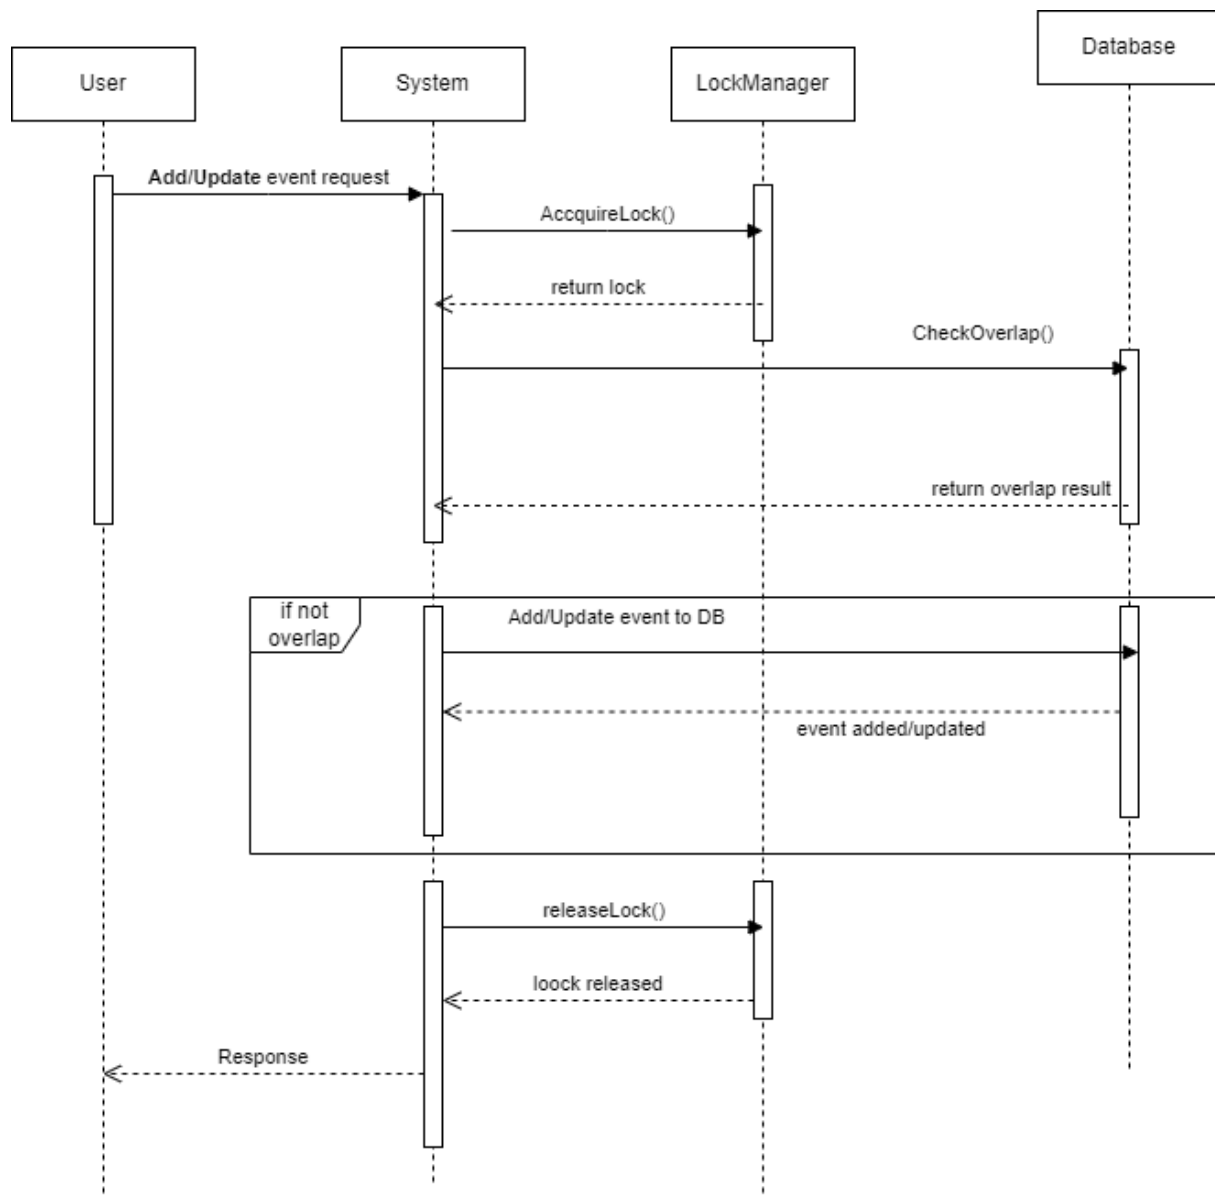 User
System
LockManager
Database
Add/Update event request
AccquireLock()
return lock
CheckOverlap()
return overlap result
if not
overlap
Add/Update event to DB
event added/updated
releaseLock()
loock released
Response